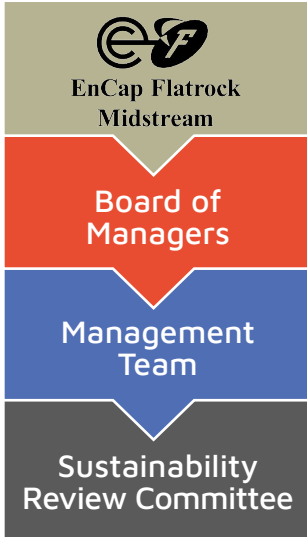 EnCap Flatrock
Midstream
Board of
Managers
Management
Team
Sustainability
Review Committee